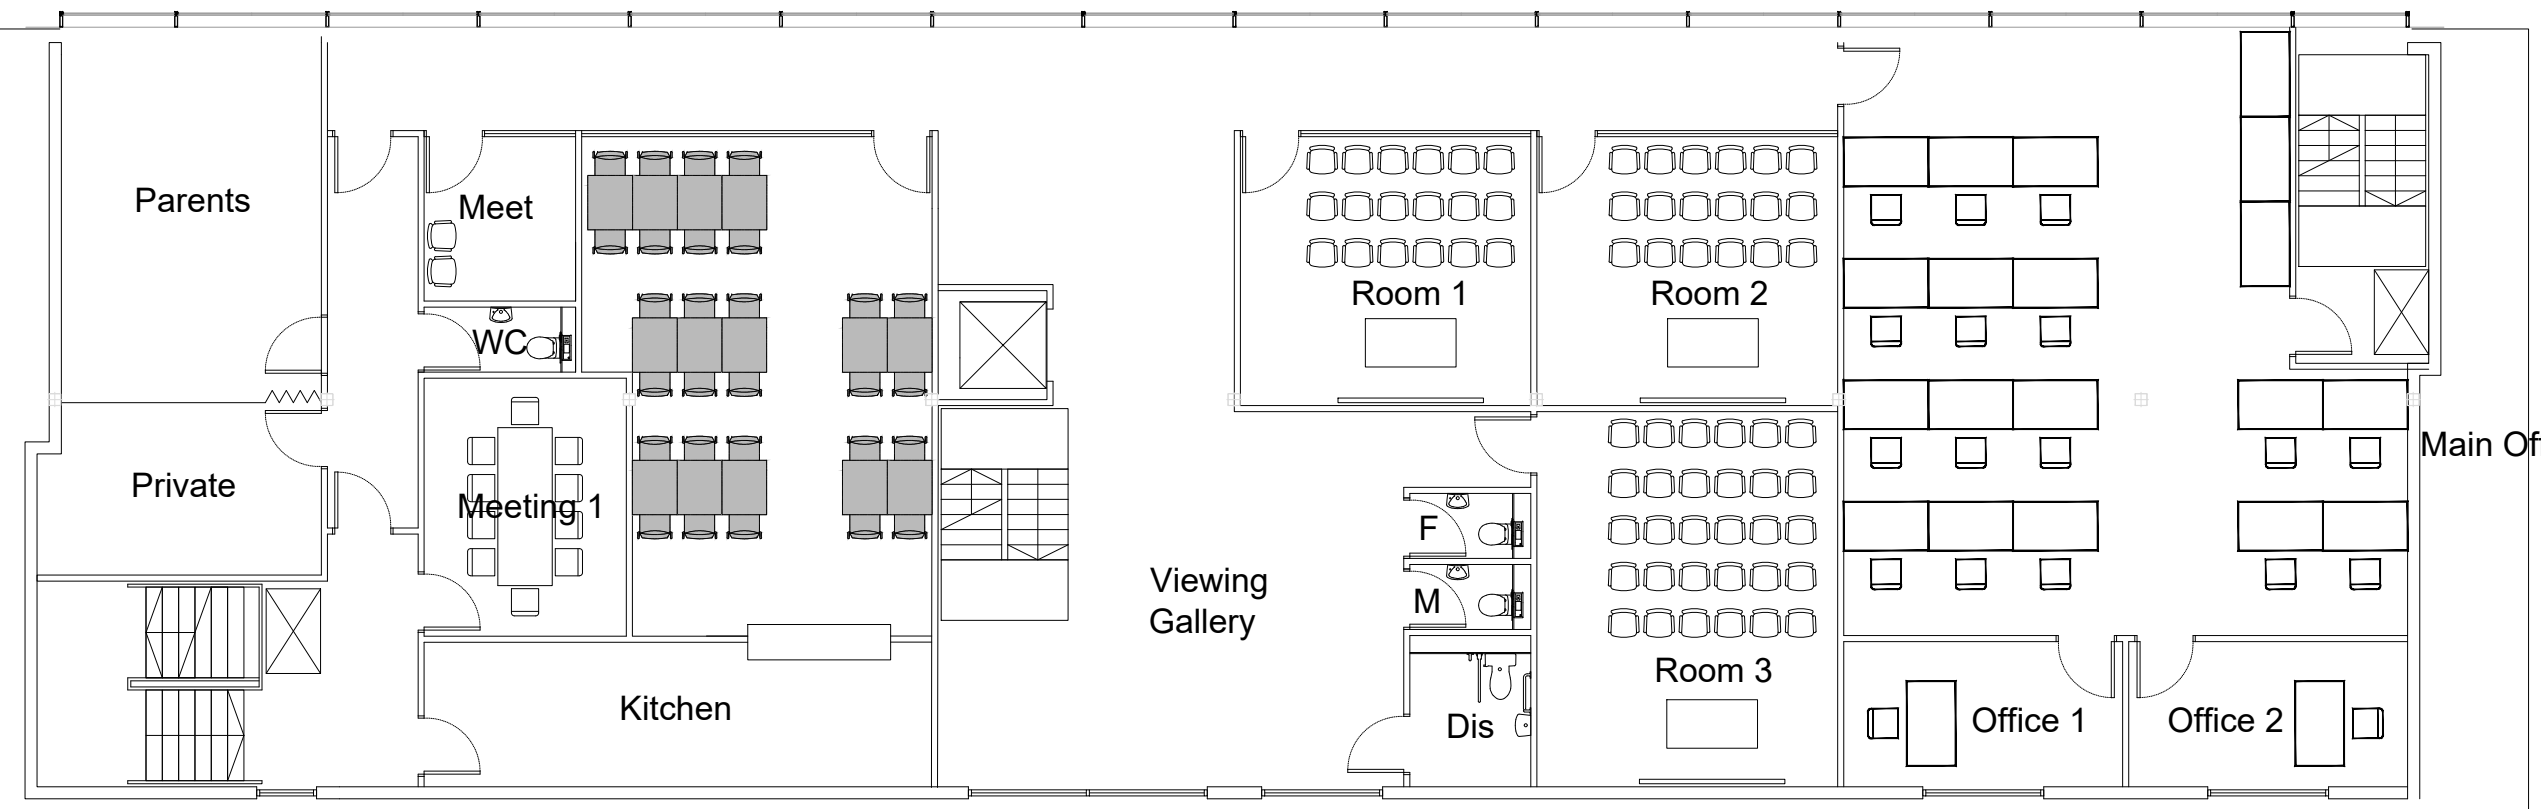 Parents
Meet
WC
Private
Meeting 1
Kitchen
Viewing
Gallery
Room 1
Room 2
F
M
Dis
Room 3
Office 1
Office 2
Main Of